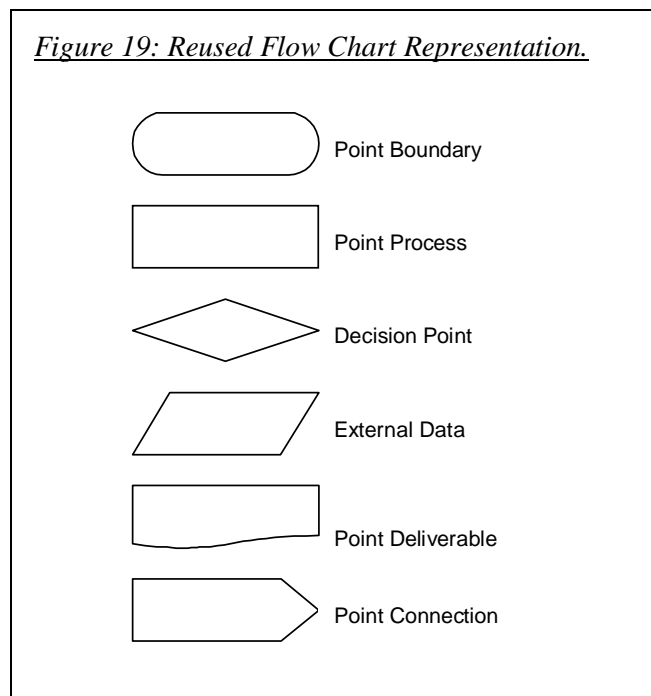 Figure 19: Reused Flow Chart Representation.
Point Boundary
Point Process
Decision Point
External Data
Point Deliverable
Point Connection